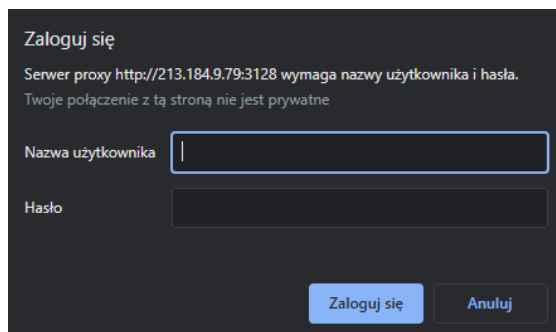 Zaloguj się
Serwer proxy http://213.184.9.79:3128 wymaga nazwy użytkownika i hasła.
Twoje połączenie z tą stroną nie jest prywatne
Nazwa użytkownika
Hasło
Zaloguj się Anuluj